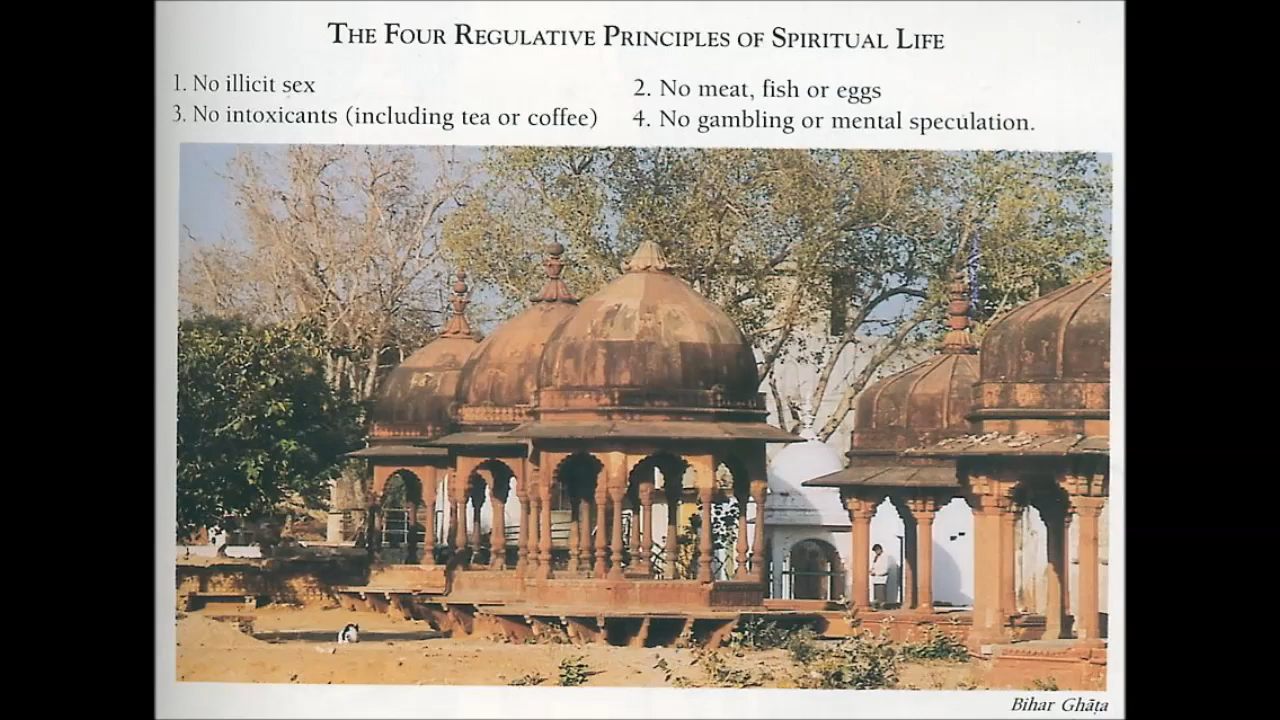 THE FOUR REGULATIVE PRINCIPLES OF SPIRITUAL LIFE
1. No illicit sex
2. No meat, fish or eggs
3. No intoxicants (including tea or coffee)
4. No gambling or mental speculation.
Bihar Ghāṭa